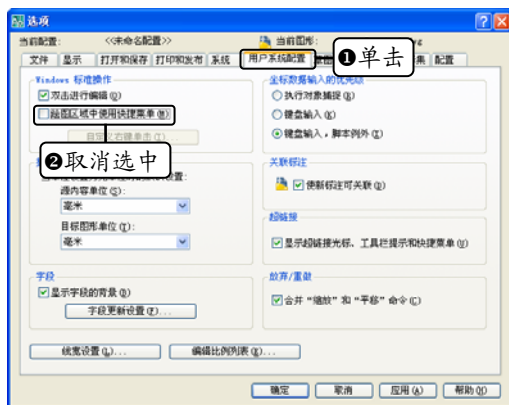 选项
当前配置: <<未命名配置>> 当前图形:
文件 显示 打开和保存 打印和发布 系统 用户系统配置 ❶单击 集 配置
Windows 标准操作
双击进行编辑(O)
绘图区域中使用快捷菜单(M)
自定义右键单击(I)...
❷取消选中
设置:
源内容单位(S):
毫米
目标图形单位(T):
毫米
字段
显示字段的背景(B)
字段更新设置(F)...
坐标数据输入的优先级
执行对象捕捉(R)
键盘输入(K)
键盘输入，脚本例外(X)
关联标注
使新标注可关联(D)
超链接
显示超链接光标、工具栏提示和快捷菜单(U)
放弃/重做
合并“缩放”和“平移”命令(C)
线宽设置(L)... 编辑比例列表(E)...
确定 取消 应用(A) 帮助(H)